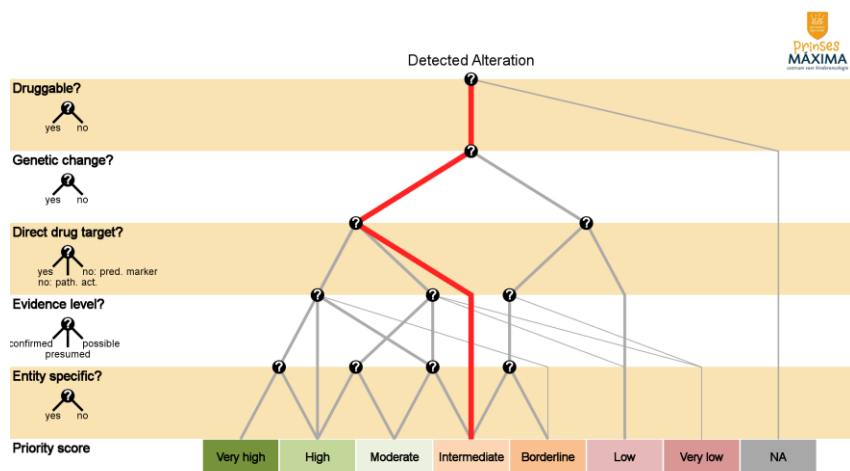 Prinses
MÁXIMA
centrum voor kinderoncologie
Detected Alteration
Druggable?
?
yes no
Genetic change?
?
yes no
Direct drug target?
?
yes no: pred. marker
no: path. act.
Evidence level?
?
confirmed possible
presumed
Entity specific?
?
yes no
Priority score
Very high High Moderate Intermediate Borderline Low Very low NA
?
?
? ?
? ? ?
? ? ? ?